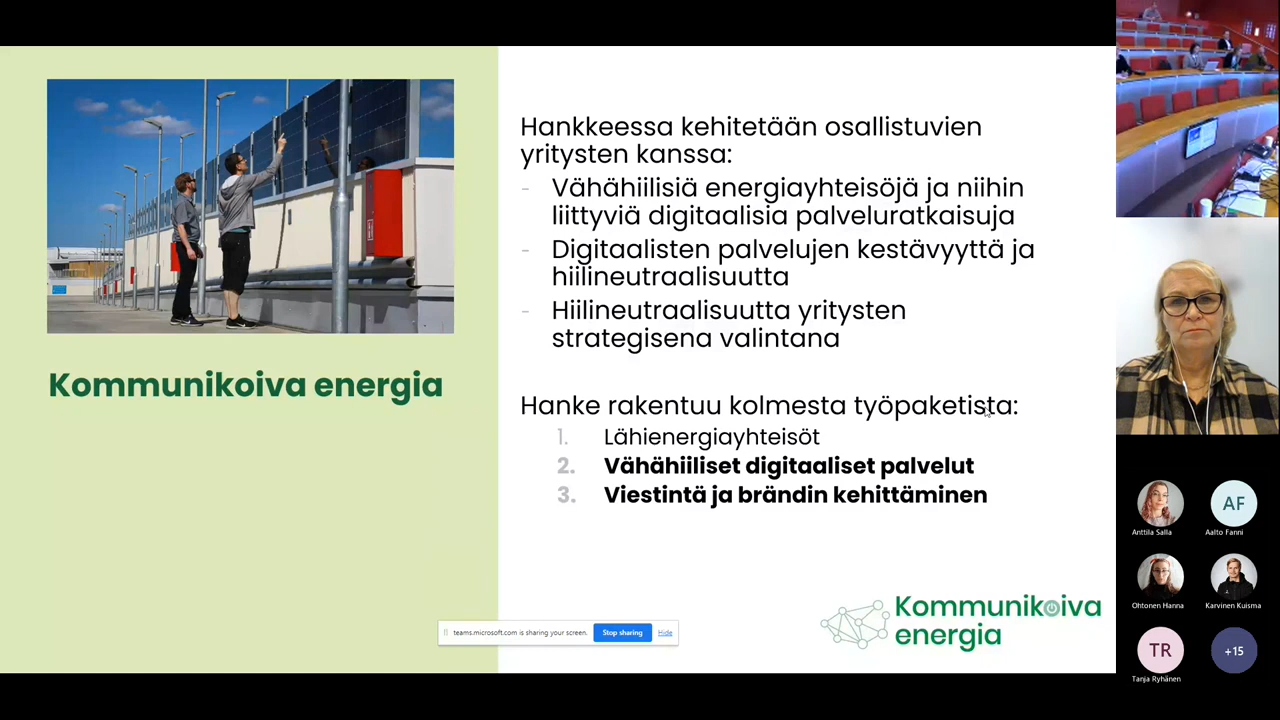 Kommunikoiva energia
Hankkeessa kehitetään osallistuvien
yritysten kanssa:
- Vähähiilisiä energiayhteisöjä ja niihin
liittyviä digitaalisia palveluratkaisuja
- Digitaalisten palvelujen kestävyyttä ja
hiilineutraalisuutta
- Hiilineutraalisuutta yritysten
strategisena valintana
Hanke rakentuu kolmesta työpaketista:
1. Lähienergiayhteisöt
2. Vähähiiliset digitaaliset palvelut
3. Viestintä ja brändin kehittäminen
Kommunikoiva
energia
teams.microsoft.com is sharing your screen. Stop sharing Hide
AF
Anttila Salla Aalto Fanni
Ohtonen Hanna Karvinen Kuisma
TR +15
Tanja Ryhänen